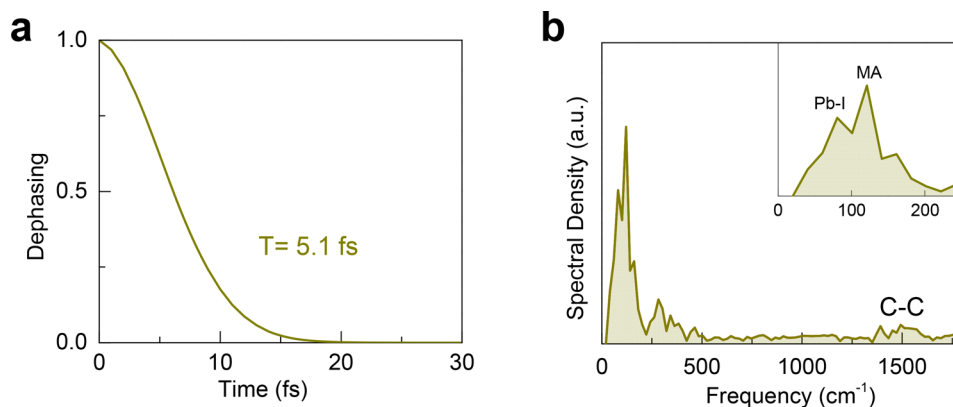 a
1.0
0.5
0.0
Dephasing
T= 5.1 fs
0
10
20
30
Time (fs)
b
Spectral Density (a.u.)
MA
Pb-I
0
100
200
C-C
0
500
1000
1500
Frequency (cm⁻¹)